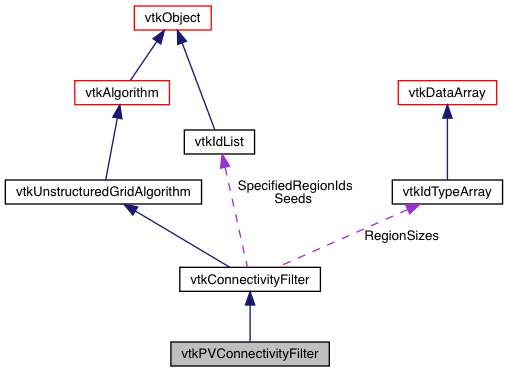 vtkObject
vtkAlgorithm
vtkDataArray
vtkIdList
vtkUnstructuredGridAlgorithm
SpecifiedRegionIds
Seeds
vtkIdTypeArray
RegionSizes
vtkConnectivityFilter
vtkPVConnectivityFilter